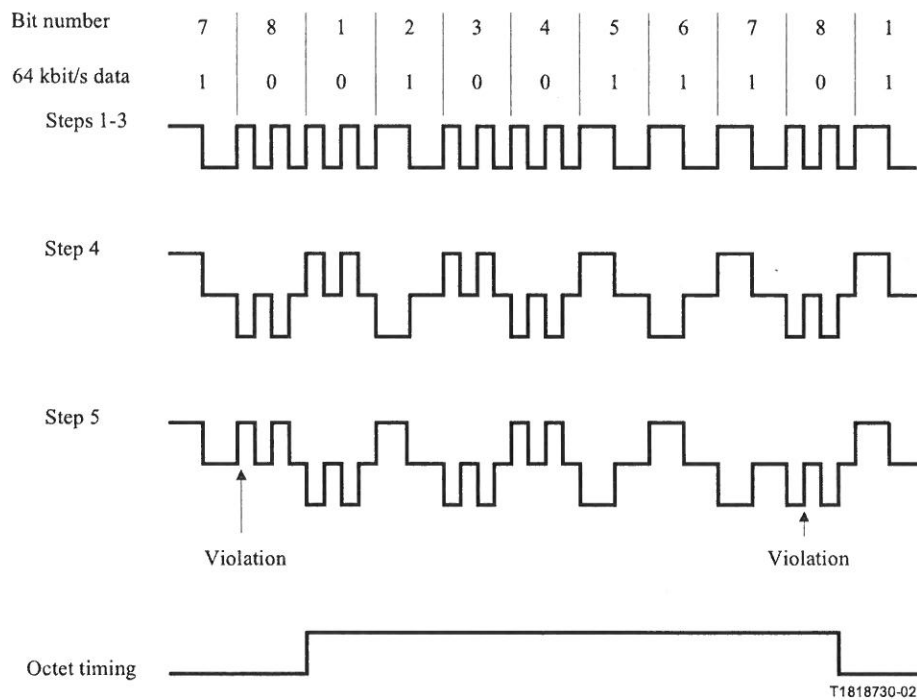 Bit number 7 8 1 2 3 4 5 6 7 8 1
64 kbit/s data 1 0 0 1 0 0 1 1 1 0 1
Steps 1-3
Step 4
Step 5
Violation Violation
Octet timing
T1818730-02